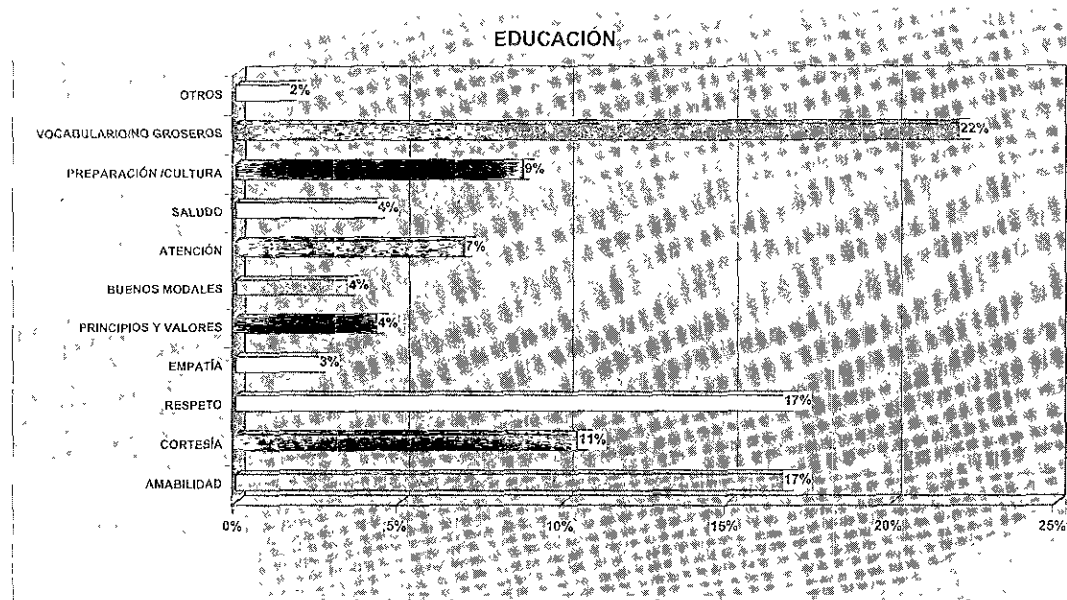 EDUCACIÓN
OTROS 2%
VOCABULARIO/NO GROSEROS 22%
PREPARACIÓN /CULTURA 9%
SALUDO 4%
ATENCIÓN 7%
BUENOS MODALES 4%
PRINCIPIOS Y VALORES 4%
EMPATÍA 3%
RESPETO 17%
CORTESÍA 11%
AMABILIDAD 17%
0% 5% 10% 15% 20% 25%